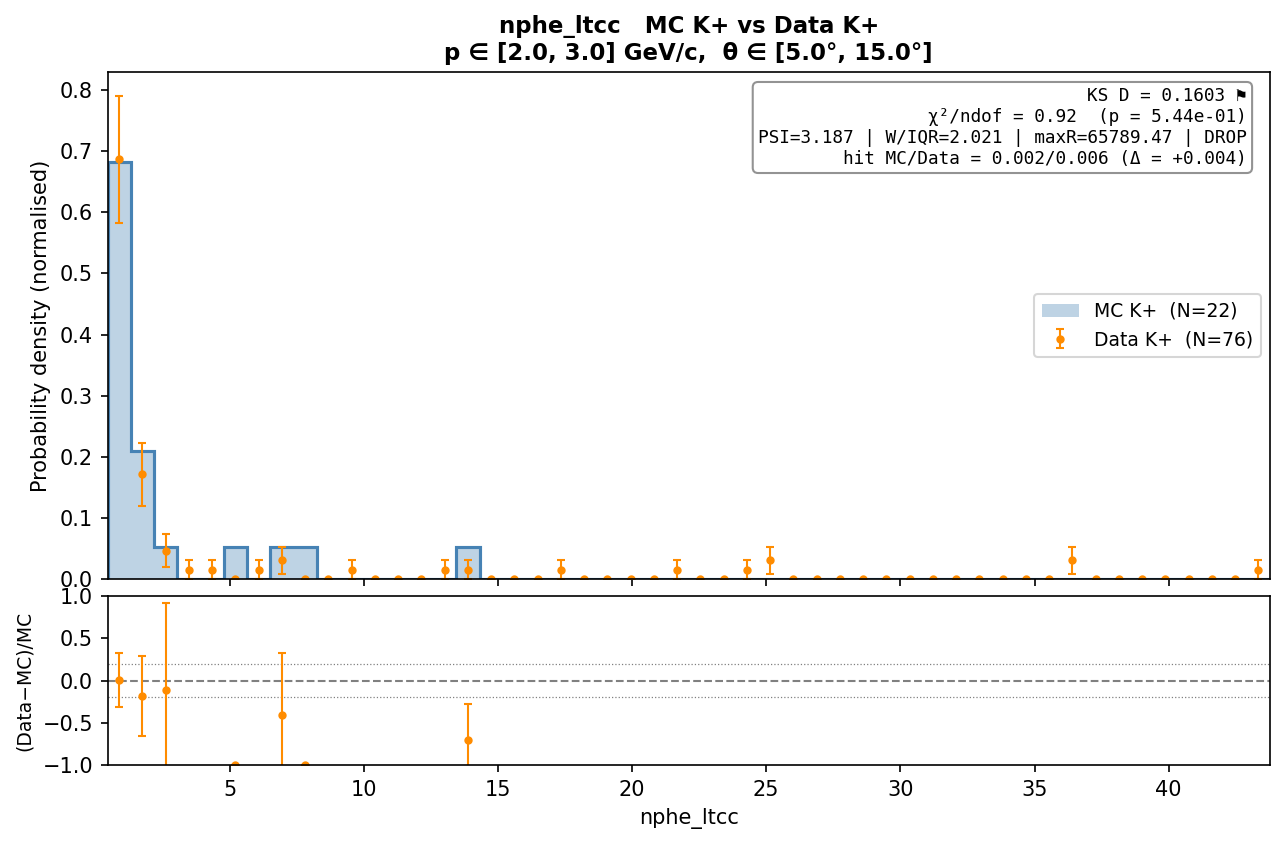 nphe_ltcc   MC K+ vs Data K+
p ∈ [2.0, 3.0] GeV/c,  θ ∈ [5.0°, 15.0°]
KS D = 0.1603 ⚑
χ²/ndof = 0.92  (p = 5.44e-01)
PSI=3.187 | W/IQR=2.021 | maxR=65789.47 | DROP
hit MC/Data = 0.002/0.006 (Δ = +0.004)
MC K+  (N=22)
Data K+  (N=76)
Probability density (normalised)
0.8
0.7
0.6
0.5
0.4
0.3
0.2
0.1
0.0
(Data−MC)/MC
1.0
0.5
0.0
−0.5
−1.0
5
10
15
20
25
30
35
40
nphe_ltcc